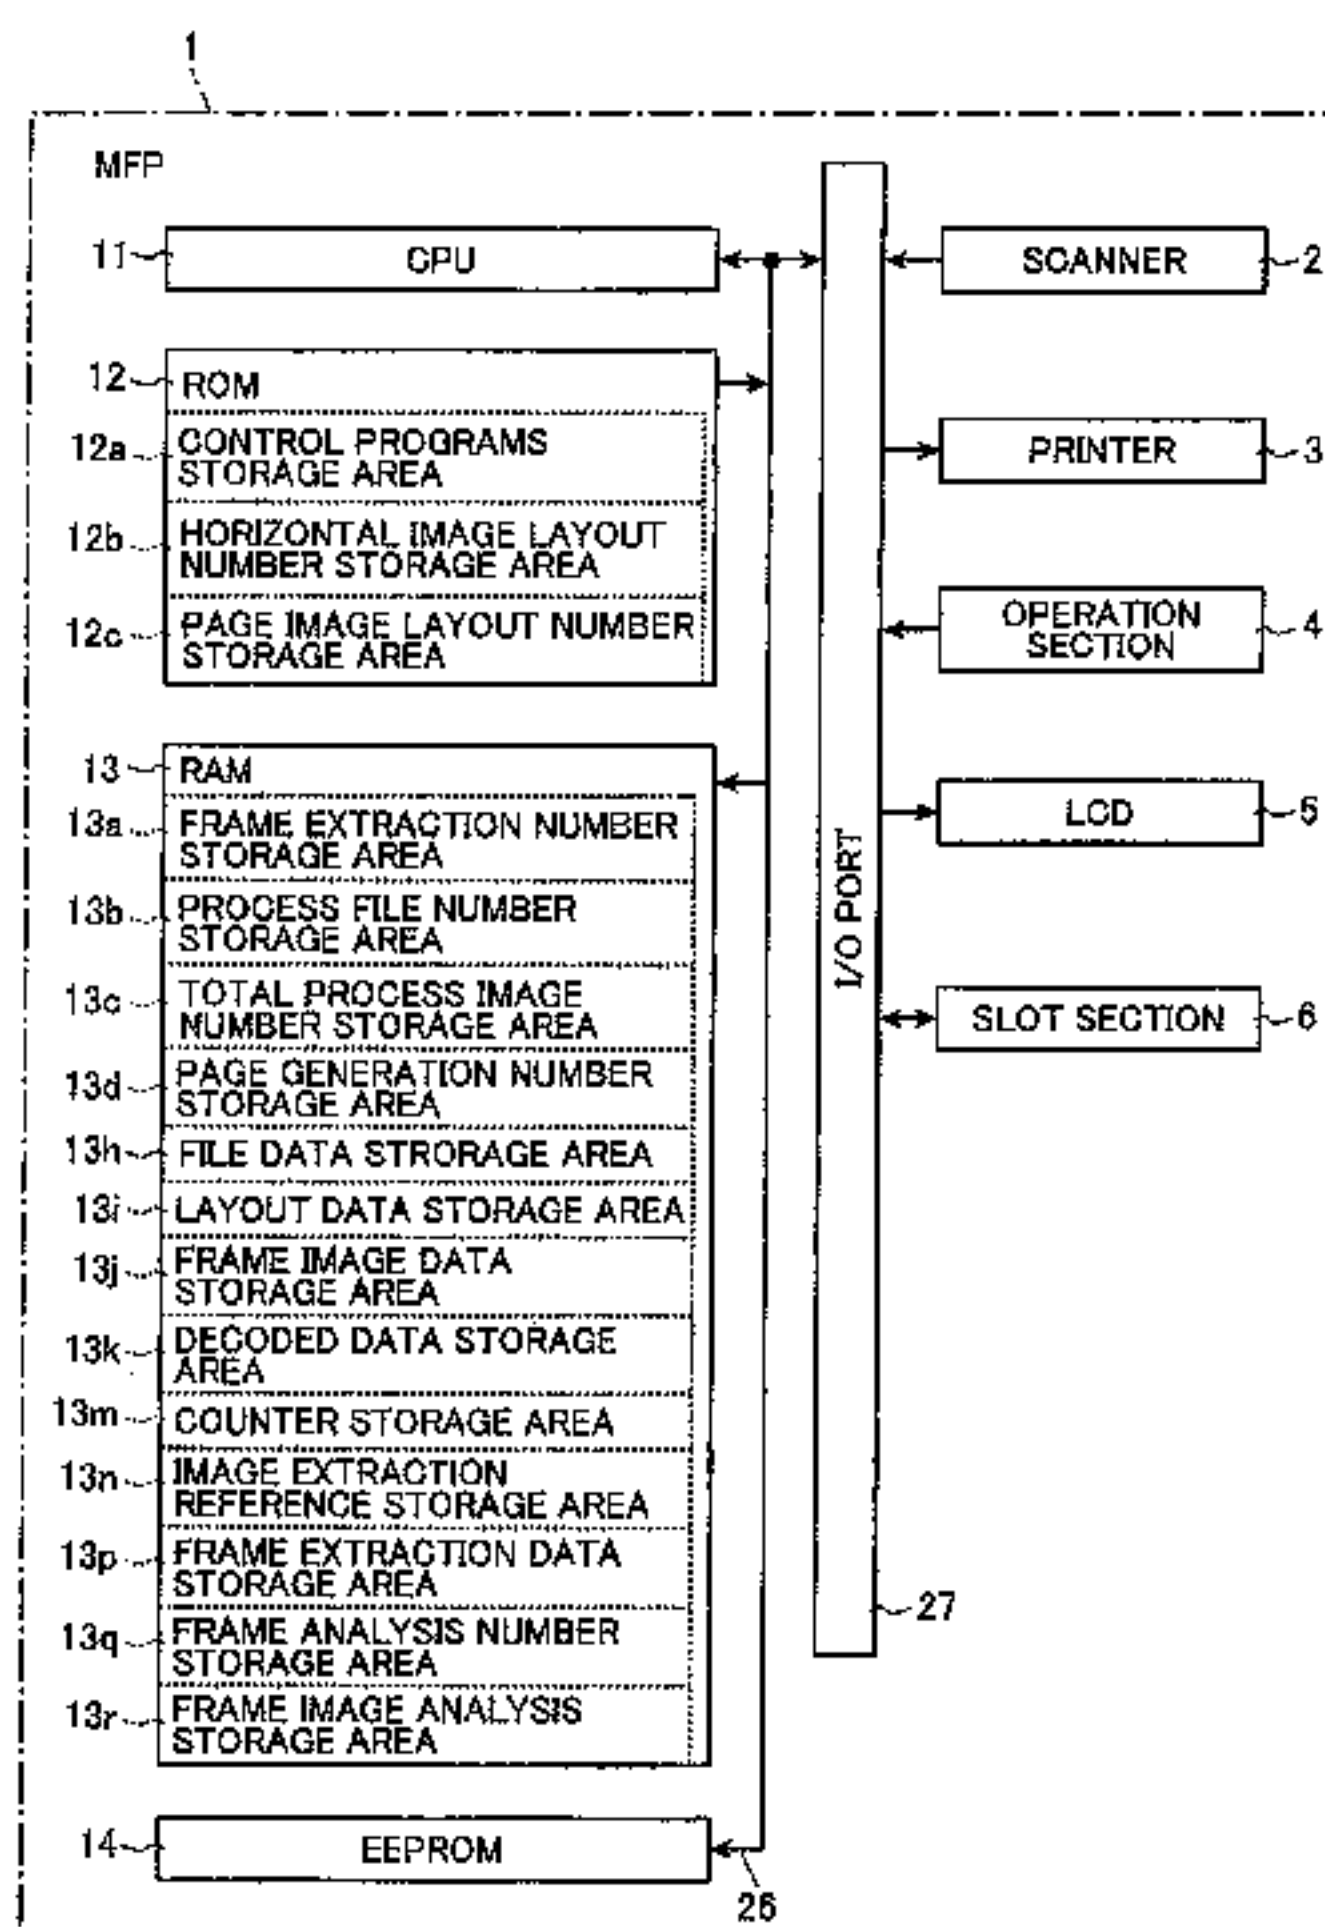 1
MFP
11 CPU
SCANNER 2
12 ROM
12a CONTROL PROGRAMS
STORAGE AREA
PRINTER 3
12b HORIZONTAL IMAGE LAYOUT
NUMBER STORAGE AREA
12c PAGE IMAGE LAYOUT NUMBER
STORAGE AREA
OPERATION
SECTION 4
13 RAM
13a FRAME EXTRACTION NUMBER
STORAGE AREA
LCD 5
13b PROCESS FILE NUMBER
STORAGE AREA
I/O PORT
13c TOTAL PROCESS IMAGE
NUMBER STORAGE AREA
SLOT SECTION 6
13d PAGE GENERATION NUMBER
STORAGE AREA
13h FILE DATA STRORAGE AREA
13i LAYOUT DATA STORAGE AREA
13j FRAME IMAGE DATA
STORAGE AREA
13k DECODED DATA STORAGE
AREA
13m COUNTER STORAGE AREA
13n IMAGE EXTRACTION
REFERENCE STORAGE AREA
13p FRAME EXTRACTION DATA
STORAGE AREA
27
13q FRAME ANALYSIS NUMBER
STORAGE AREA
13r FRAME IMAGE ANALYSIS
STORAGE AREA
14 EEPROM
26